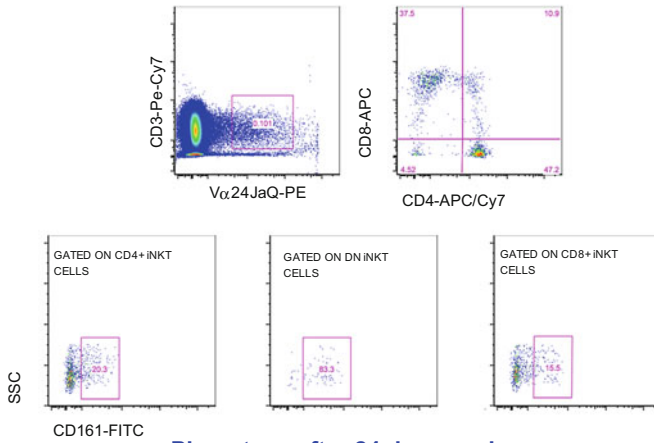 37.5
10.9
CD3-Pe-Cy7
CD8-APC
0.101
4.52
47.2
Vα24JaQ-PE
CD4-APC/Cy7
GATED ON CD4+ iNKT
CELLS
GATED ON DN iNKT
CELLS
GATED ON CD8+ iNKT
CELLS
SSC
20.3
83.3
15.5
CD161-FITC